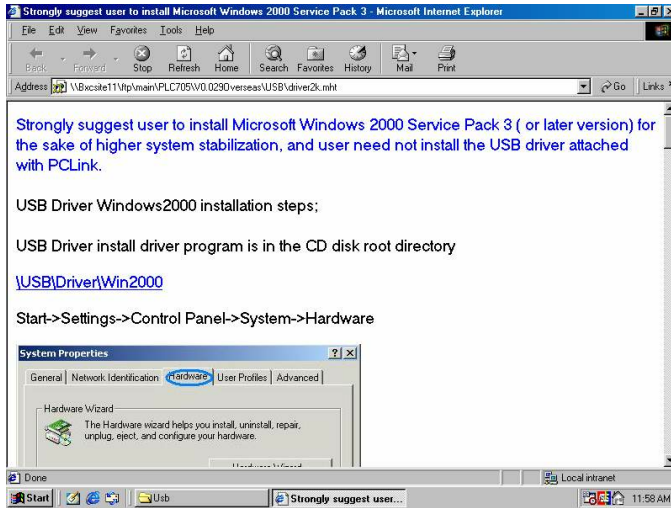 Strongly suggest user to install Microsoft Windows 2000 Service Pack 3 - Microsoft Internet Explorer
File Edit View Favorites Tools Help
Back Forward Stop Refresh Home Search Favorites History Mail Print
Address \\Bxcsite11\ftp\main\PLC705\V0.0290verseas\USB\driver2k.mht Go Links
Strongly suggest user to install Microsoft Windows 2000 Service Pack 3 ( or later version) for
the sake of higher system stabilization, and user need not install the USB driver attached
with PCLink.
USB Driver Windows2000 installation steps;
USB Driver install driver program is in the CD disk root directory
\USB\Driver\Win2000
Start->Settings->Control Panel->System->Hardware
System Properties
General Network Identification Hardware User Profiles Advanced
Hardware Wizard
The Hardware wizard helps you install, uninstall, repair,
unplug, eject, and configure your hardware.
Hardware Wizard
Done Local intranet
Start Usb Strongly suggest user... 11:58 AM